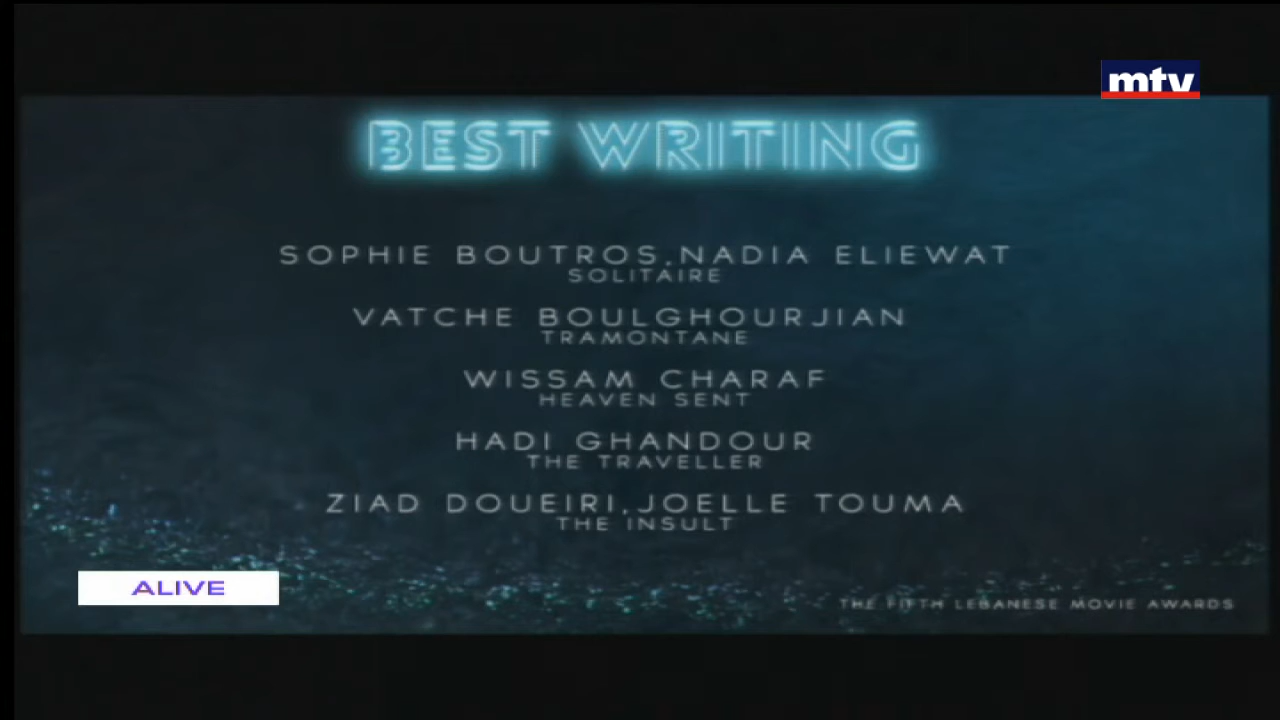 mtv
BEST WRITING
SOPHIE BOUTROS,NADIA ELIEWAT
SOLITAIRE
VATCHE BOULGHOURJIAN
TRAMONTANE
WISSAM CHARAF
HEAVEN SENT
HADI GHANDOUR
THE TRAVELLER
ZIAD DOUEIRI,JOELLE TOUMA
THE INSULT
ALIVE
THE FIFTH LEBANESE MOVIE AWARDS